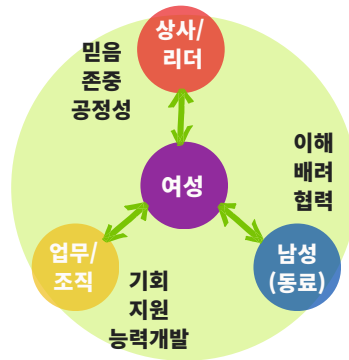 상사/
리더
믿음
존중
공정성
이해
배려
협력
여성
업무/
조직
남성
(동료)
기회
지원
능력개발